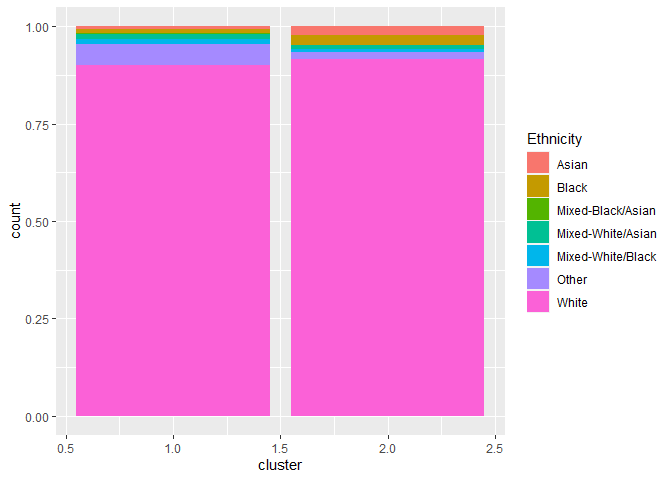 1.00
0.75
0.50
0.25
0.00
count
0.5
1.0
1.5
2.0
2.5
cluster
Ethnicity
Asian
Black
Mixed-Black/Asian
Mixed-White/Asian
Mixed-White/Black
Other
White